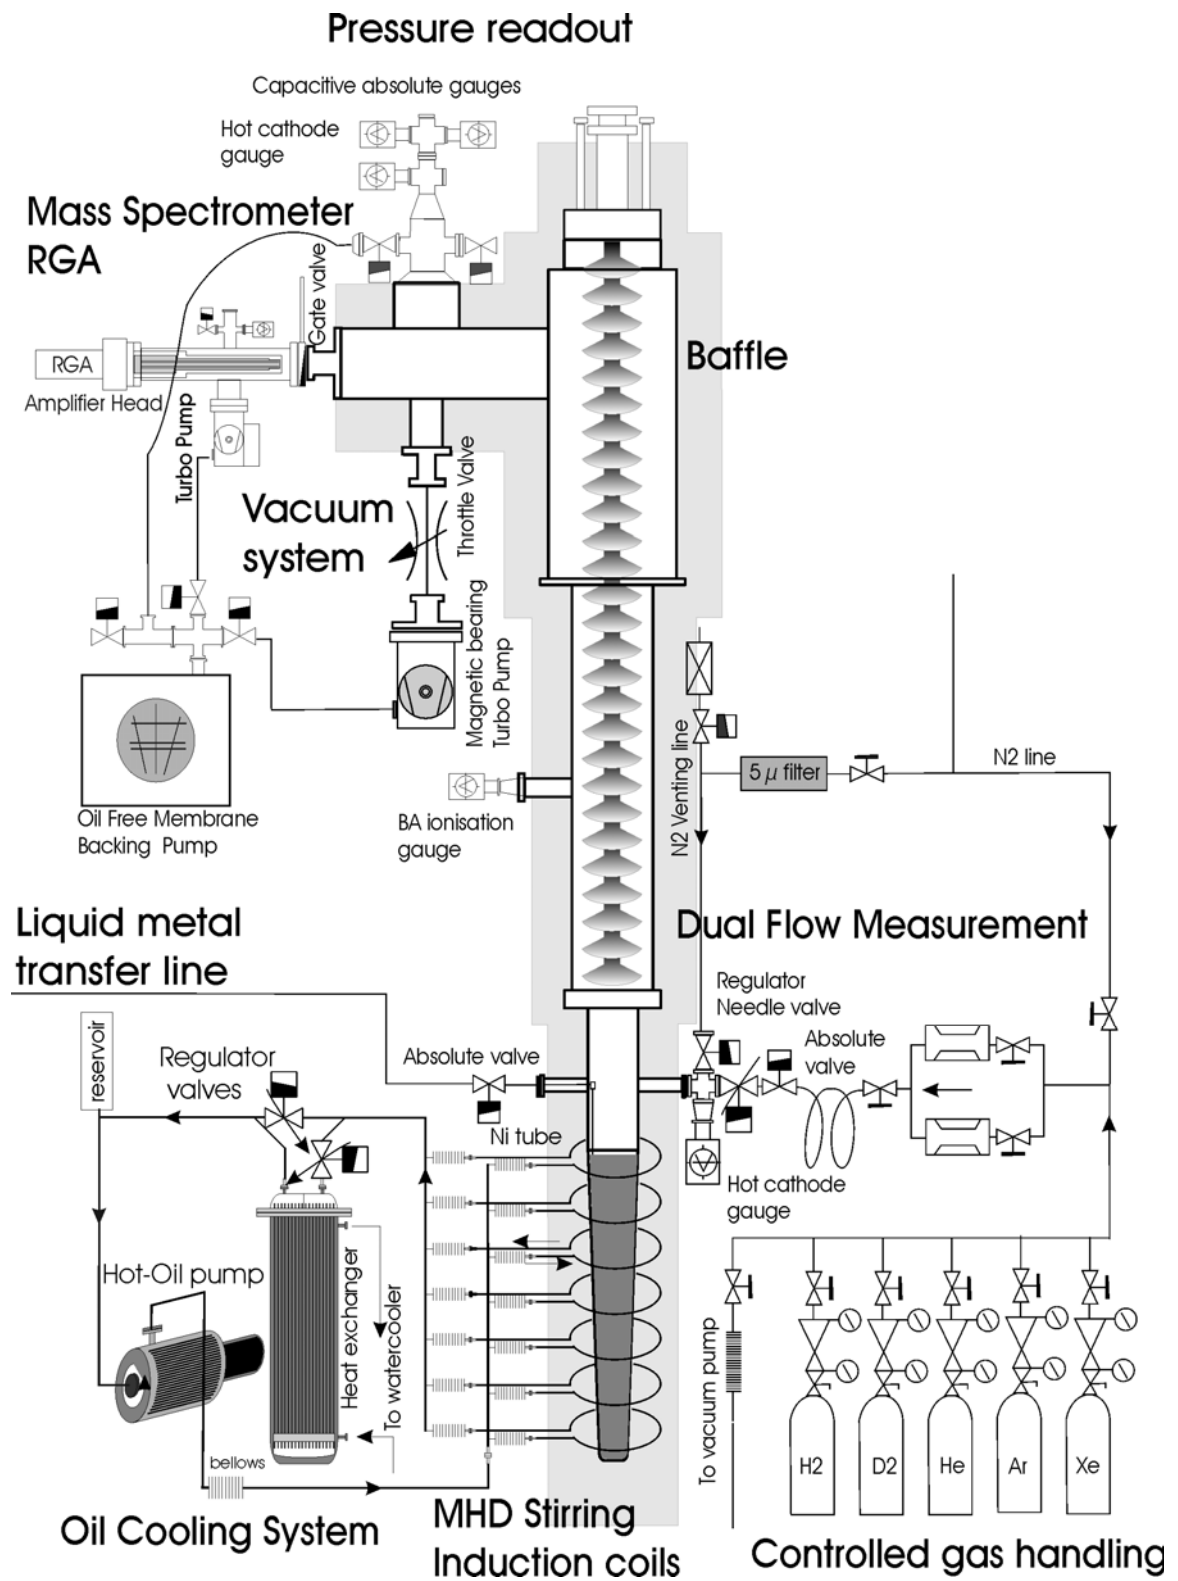 Pressure readout
Capacitive absolute gauges
Hot cathode
gauge
Mass Spectrometer
RGA
Gate valve
RGA
Amplifier Head
Turbo Pump
Baffle
Vacuum
system
Throttle Valve
Magnetic bearing
Turbo Pump
Oil Free Membrane
Backing Pump
BA ionisation
gauge
N2 Venting line
5 μ filter
N2 line
Liquid metal
transfer line
Dual Flow Measurement
Regulator
Needle valve
Absolute
valve
reservoir
Regulator
valves
Absolute valve
Ni tube
Hot cathode
gauge
Hot-Oil pump
Heat exchanger
To watercooler
bellows
To vacuum pump
H2
D2
He
Ar
Xe
Oil Cooling System
MHD Stirring
Induction coils
Controlled gas handling